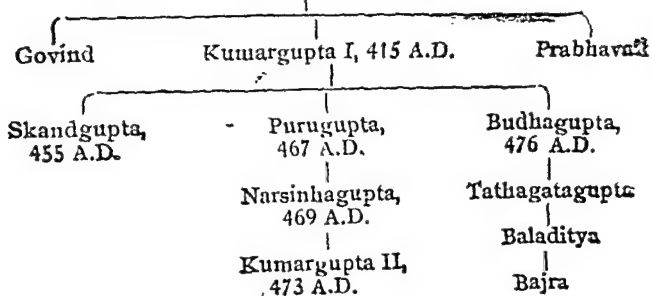 Govind Kumargupta I, 415 A.D. Prabhavati
Skandgupta, Purugupta, Budhagupta,
455 A.D. 467 A.D. 476 A.D.
Narsinhagupta, Tathagatagupta
469 A.D.
Baladitya
Kumargupta II,
473 A.D. Bajra